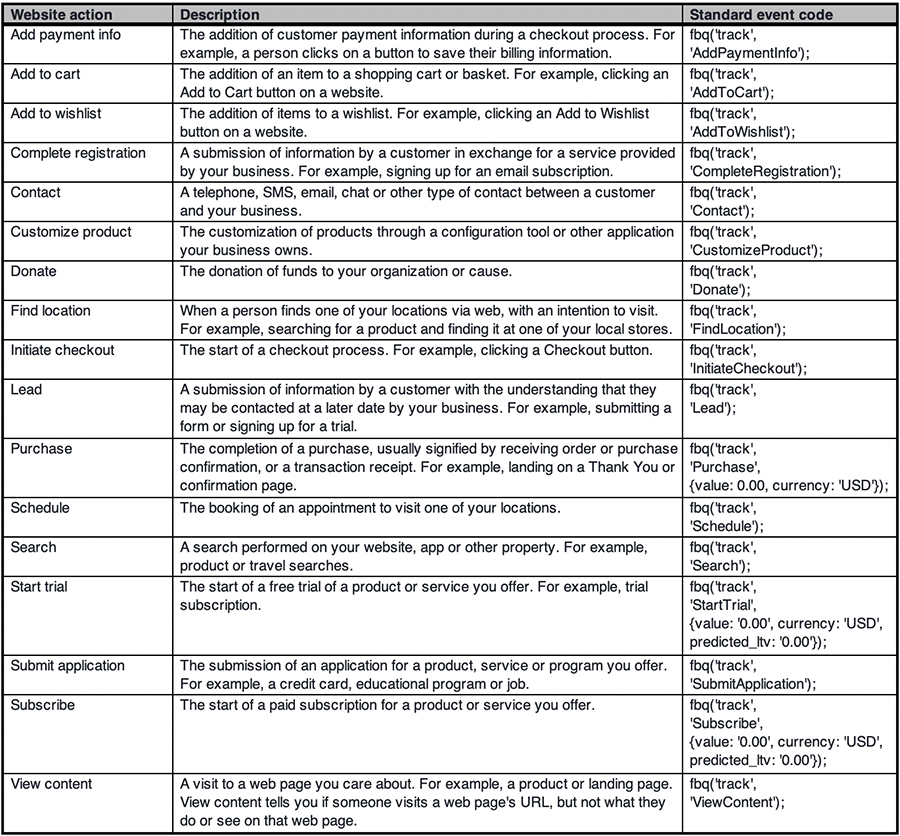 Website action Description Standard event code
Add payment info The addition of customer payment information during a checkout process. For fbq('track',
example, a person clicks on a button to save their billing information. 'AddPaymentInfo');
Add to cart The addition of an item to a shopping cart or basket. For example, clicking an fbq('track',
Add to Cart button on a website. 'AddToCart');
Add to wishlist The addition of items to a wishlist. For example, clicking an Add to Wishlist fbq('track',
button on a website. 'AddToWishlist');
Complete registration A submission of information by a customer in exchange for a service provided fbq('track',
by your business. For example, signing up for an email subscription. 'CompleteRegistration');
Contact A telephone, SMS, email, chat or other type of contact between a customer fbq('track',
and your business. 'Contact');
Customize product The customization of products through a configuration tool or other application fbq('track',
your business owns. 'CustomizeProduct');
Donate The donation of funds to your organization or cause. fbq('track',
'Donate');
Find location When a person finds one of your locations via web, with an intention to visit. fbq('track',
For example, searching for a product and finding it at one of your local stores. 'FindLocation');
Initiate checkout The start of a checkout process. For example, clicking a Checkout button. fbq('track',
'InitiateCheckout');
Lead A submission of information by a customer with the understanding that they fbq('track',
may be contacted at a later date by your business. For example, submitting a 'Lead');
form or signing up for a trial.
Purchase The completion of a purchase, usually signified by receiving order or purchase fbq('track',
confirmation, or a transaction receipt. For example, landing on a Thank You or 'Purchase',
confirmation page. {value: 0.00, currency: 'USD'});
Schedule The booking of an appointment to visit one of your locations. fbq('track',
'Schedule');
Search A search performed on your website, app or other property. For example, fbq('track',
product or travel searches. 'Search');
Start trial The start of a free trial of a product or service you offer. For example, trial fbq('track',
subscription. 'StartTrial',
{value: '0.00', currency: 'USD',
predicted_ltv: '0.00'});
Submit application The submission of an application for a product, service or program you offer. fbq('track',
For example, a credit card, educational program or job. 'SubmitApplication');
Subscribe The start of a paid subscription for a product or service you offer. fbq('track',
'Subscribe',
{value: '0.00', currency: 'USD',
predicted_ltv: '0.00'});
View content A visit to a web page you care about. For example, a product or landing page. fbq('track',
View content tells you if someone visits a web page's URL, but not what they 'ViewContent');
do or see on that web page.